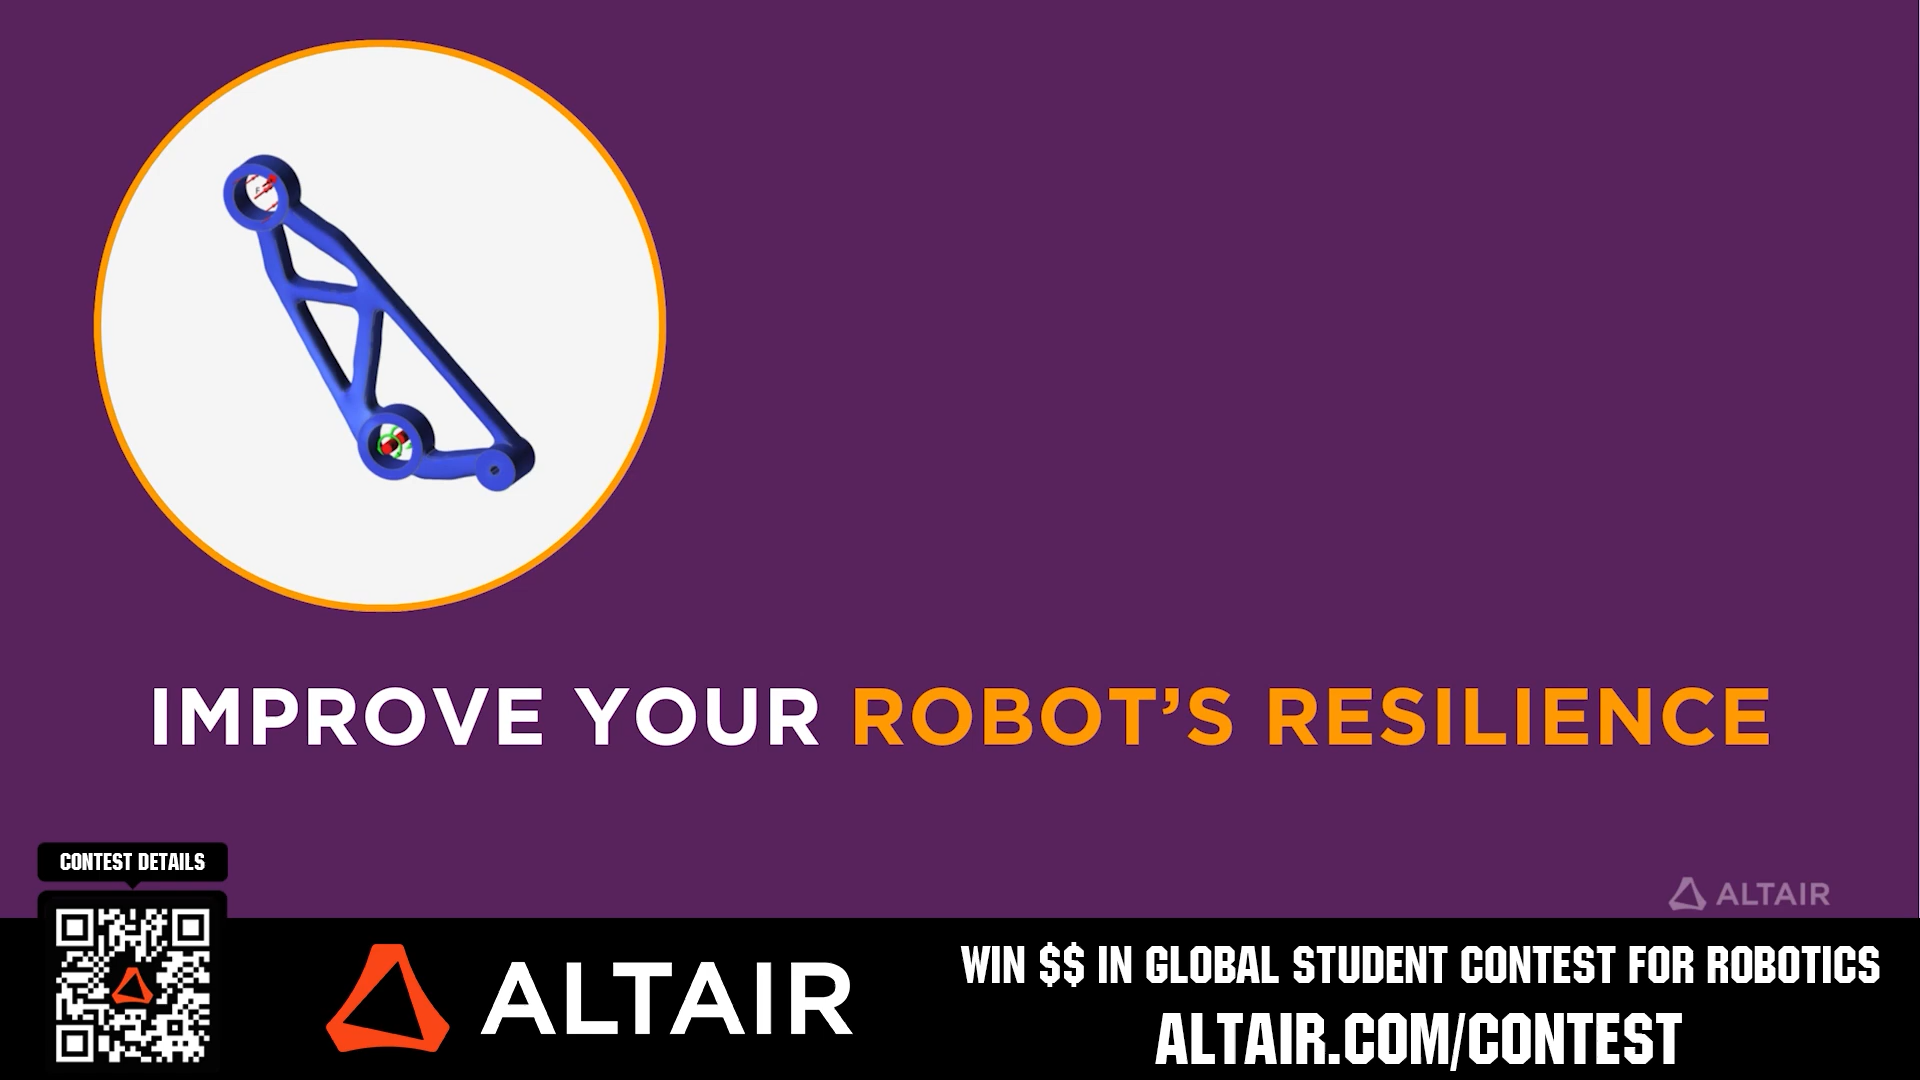 IMPROVE YOUR ROBOT'S RESILIENCE
CONTEST DETAILS
ALTAIR
ALTAIR
WIN $$ IN GLOBAL STUDENT CONTEST FOR ROBOTICS
ALTAIR.COM/CONTEST